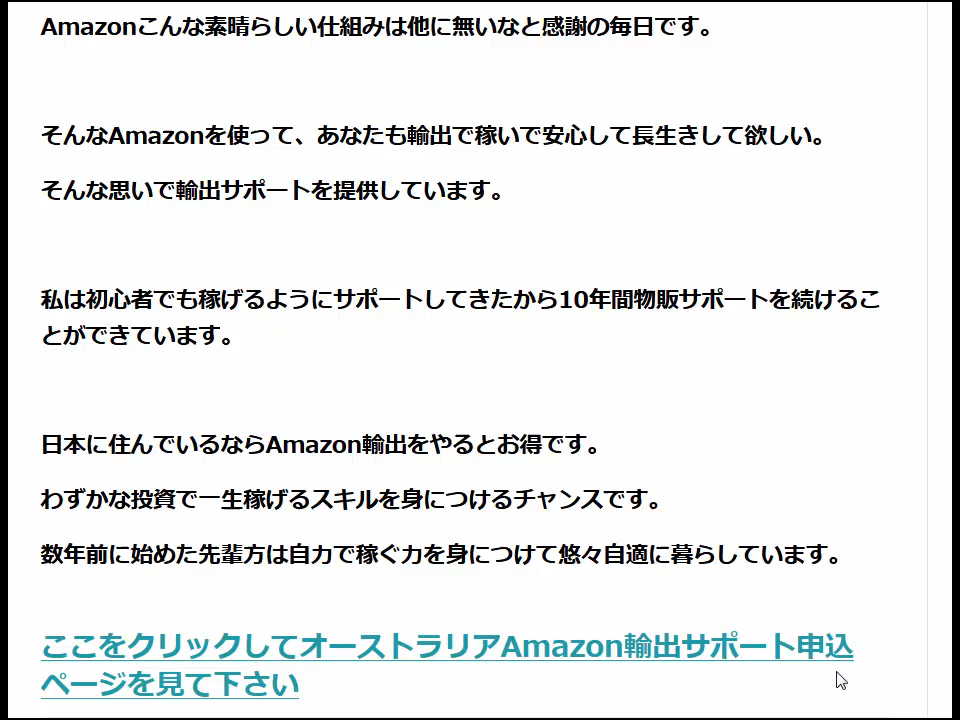 Amazonこんな素晴らしい仕組みは他に無いなと感謝の毎日です。
そんなAmazonを使って、あなたも輸出で稼いで安心して長生きして欲しい。
そんな思いで輸出サポートを提供しています。
私は初心者でも稼げるようにサポートしてきたから10年間物販サポートを続けるこ
とができています。
日本に住んでいるならAmazon輸出をやるとお得です。
わずかな投資で一生稼げるスキルを身につけるチャンスです。
数年前に始めた先輩方は自力で稼ぐ力を身につけて悠々自適に暮らしています。
ここをクリックしてオーストラリアAmazon輸出サポート申込
ページを見て下さい